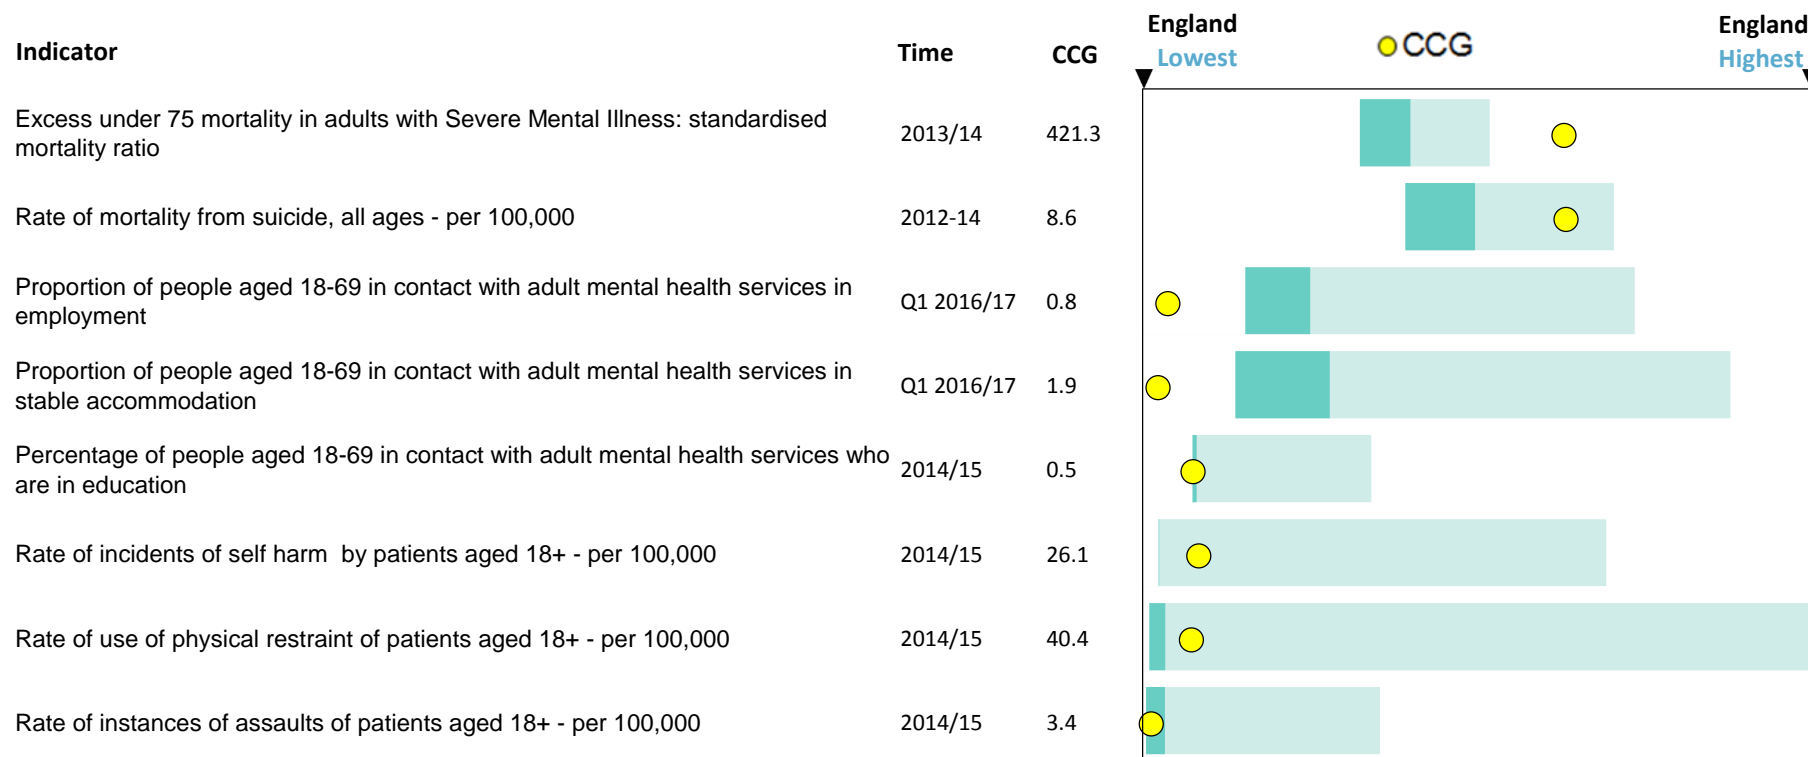 England England
Indicator Time CCG Lowest CCG Highest
Excess under 75 mortality in adults with Severe Mental Illness: standardised
mortality ratio 2013/14 421.3
Rate of mortality from suicide, all ages - per 100,000 2012-14 8.6
Proportion of people aged 18-69 in contact with adult mental health services in
employment Q1 2016/17 0.8
Proportion of people aged 18-69 in contact with adult mental health services in
stable accommodation Q1 2016/17 1.9
Percentage of people aged 18-69 in contact with adult mental health services who
are in education 2014/15 0.5
Rate of incidents of self harm  by patients aged 18+ - per 100,000 2014/15 26.1
Rate of use of physical restraint of patients aged 18+ - per 100,000 2014/15 40.4
Rate of instances of assaults of patients aged 18+ - per 100,000 2014/15 3.4